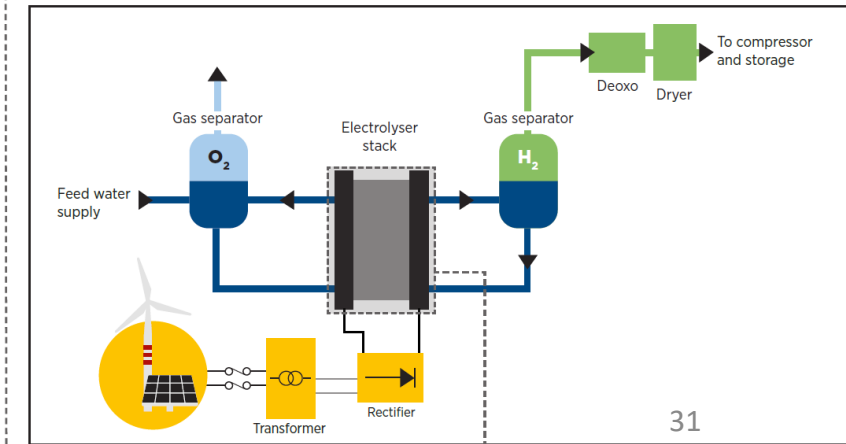 To compressor
and storage
Deoxo
Dryer
Gas separator
Electrolyser
stack
Gas separator
O2
H2
Feed water
supply
Transformer
Rectifier
31